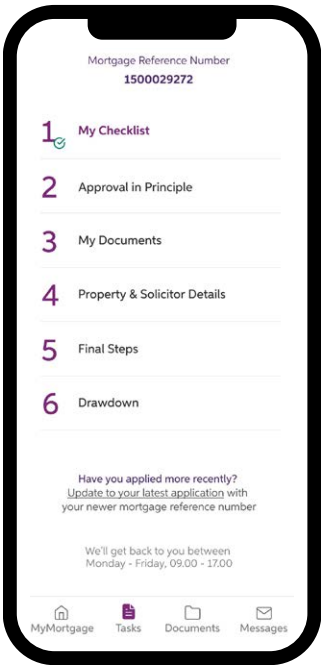 Mortgage Reference Number
1500029272
1 My Checklist
2 Approval in Principle
3 My Documents
4 Property & Solicitor Details
5 Final Steps
6 Drawdown
Have you applied more recently?
Update to your latest application with
your newer mortgage reference number
We'll get back to you between
Monday - Friday, 09.00 - 17.00
MyMortgage Tasks Documents Messages